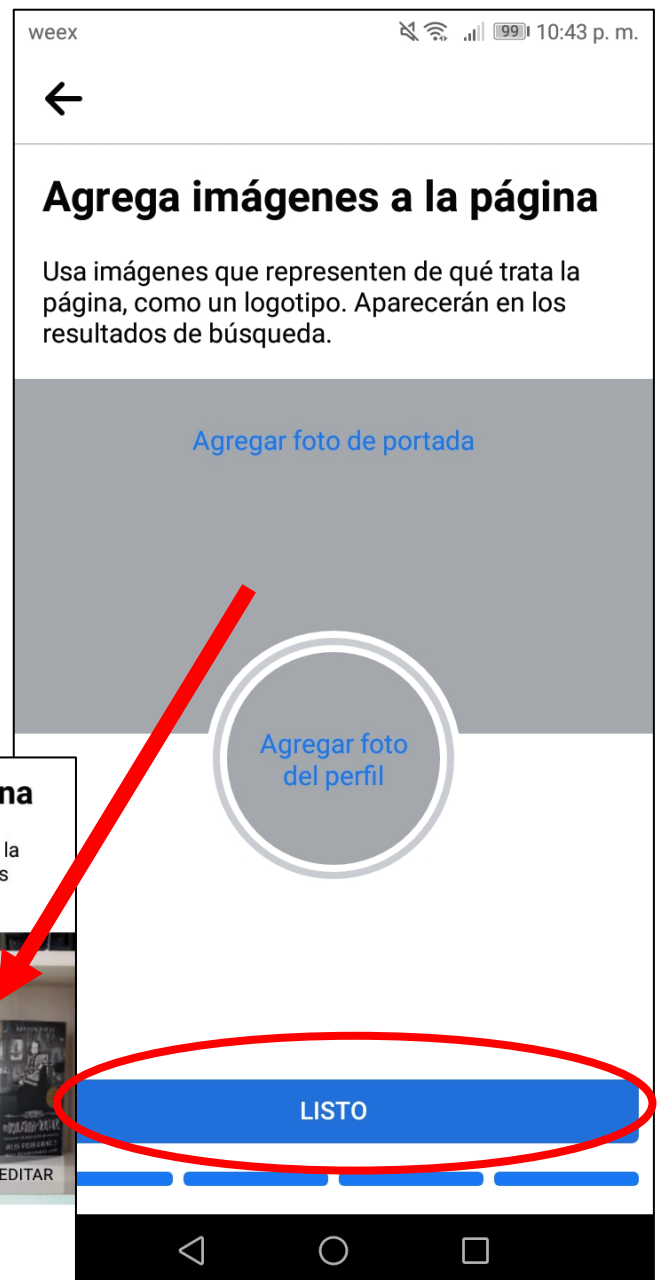 weex 99 10:43 p. m.
Agrega imágenes a la página
Usa imágenes que representen de qué trata la
página, como un logotipo. Aparecerán en los
resultados de búsqueda.
Agregar foto de portada
Agregar foto
del perfil
na
la
s
EDITAR
LISTO